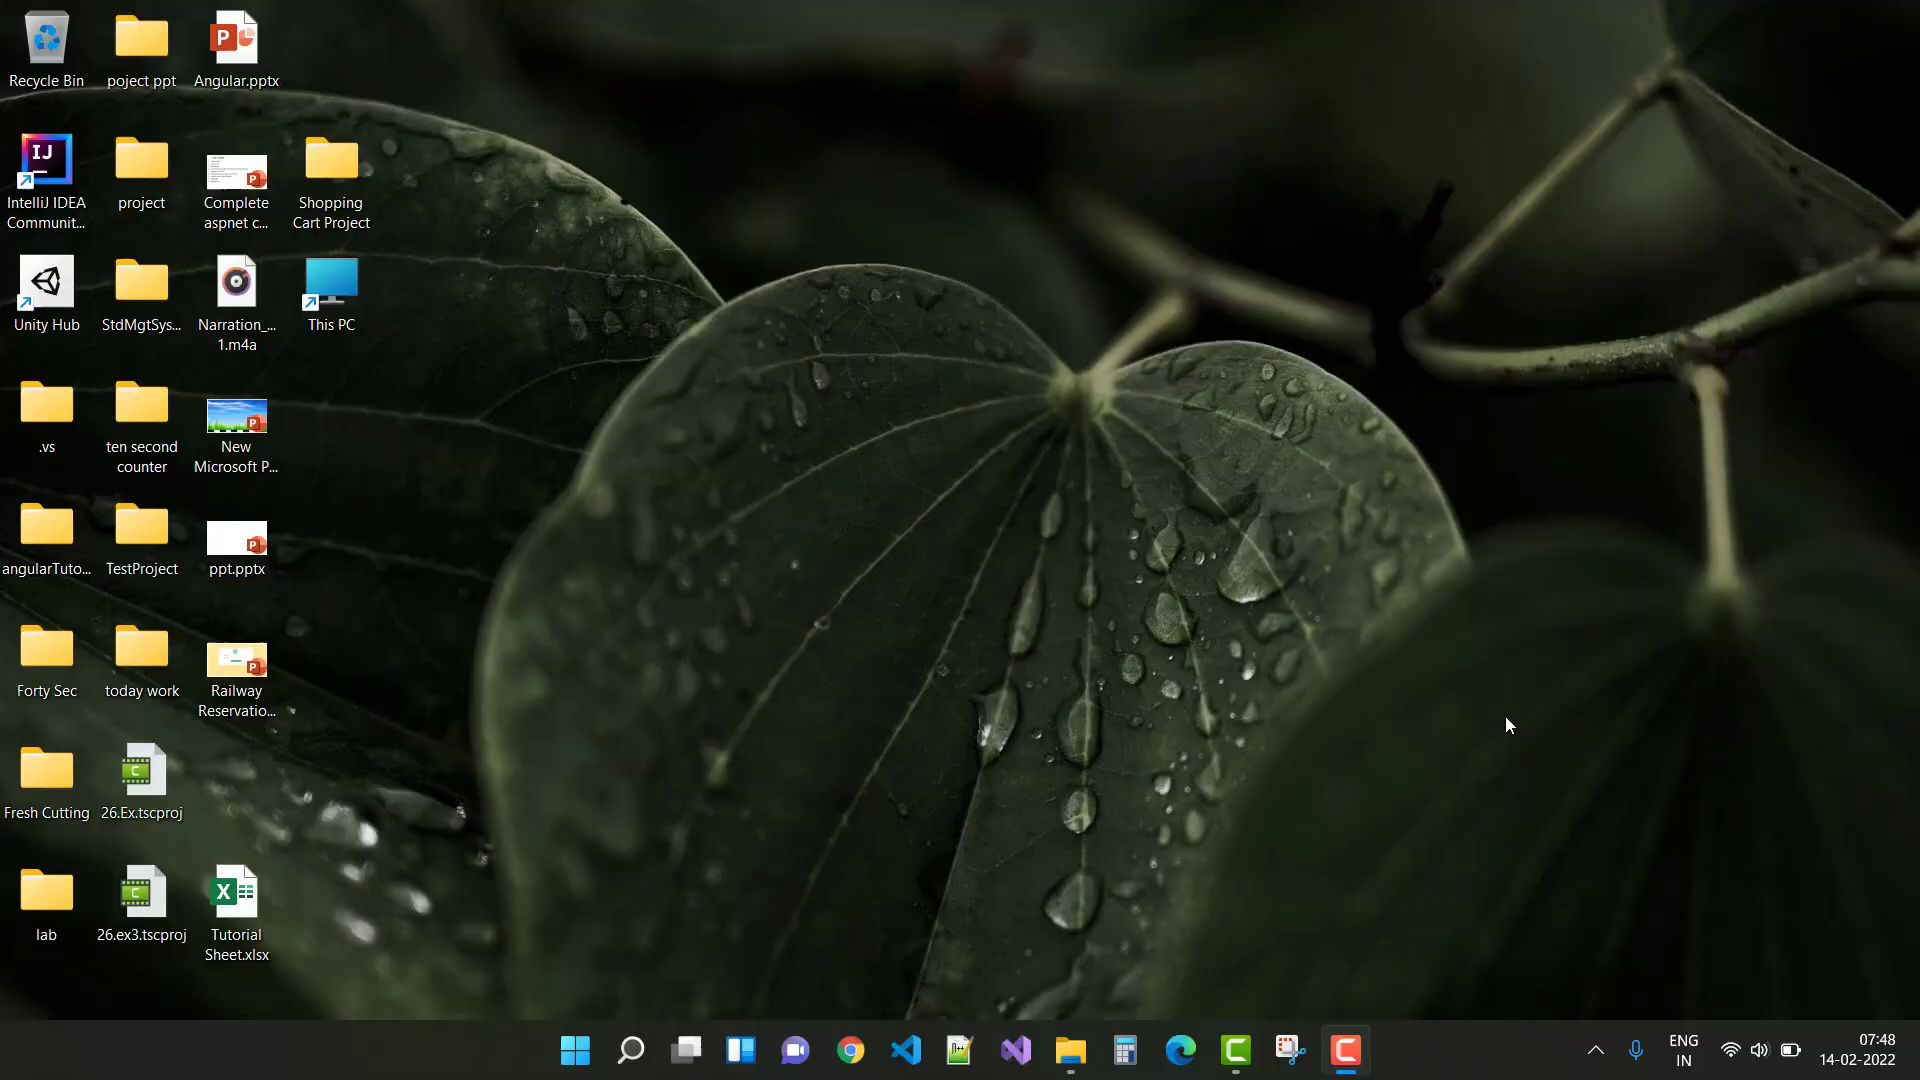 Recycle Bin
poject ppt
Angular.pptx
IntelliJ IDEA
Communit...
project
Complete
aspnet c...
Shopping
Cart Project
Unity Hub
StdMgtSys...
Narration_...
1.m4a
This PC
.vs
ten second
counter
New
Microsoft P...
angularTuto...
TestProject
ppt.pptx
Forty Sec
today work
Railway
Reservatio...
Fresh Cutting
26.Ex.tscproj
lab
26.ex3.tscproj
Tutorial
Sheet.xlsx
ENG
IN
07:48
14-02-2022